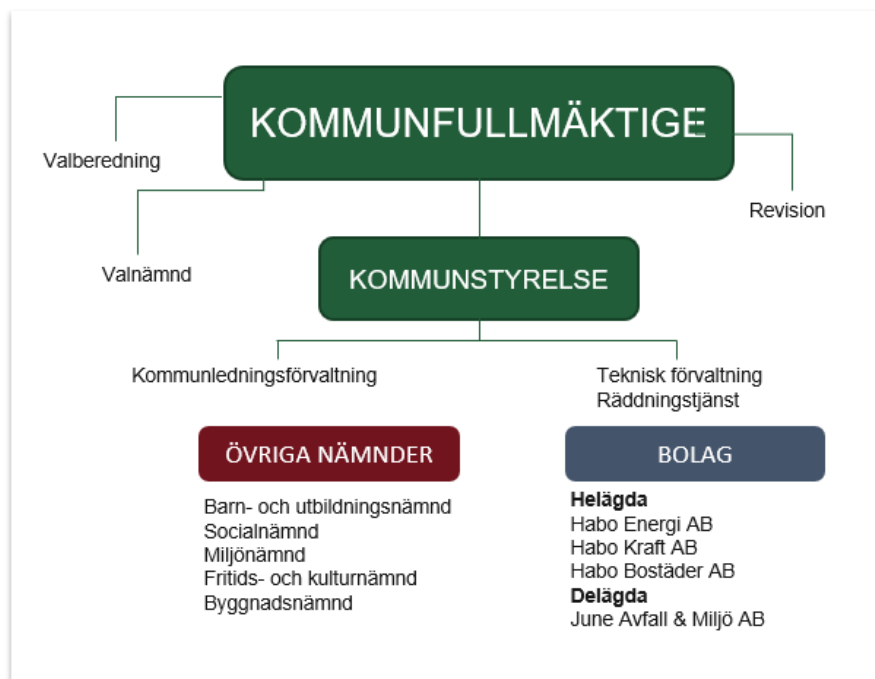 KOMMUNFULLMÄKTIGE
Valberedning
Revision
Valnämnd
KOMMUNSTYRELSE
Kommunledningsförvaltning
Teknisk förvaltning
Räddningstjänst
ÖVRIGA NÄMNDER
Barn- och utbildningsnämnd
Socialnämnd
Miljönämnd
Fritids- och kulturnämnd
Byggnadsnämnd
BOLAG
Helägda
Habo Energi AB
Habo Kraft AB
Habo Bostäder AB
Delägda
June Avfall & Miljö AB